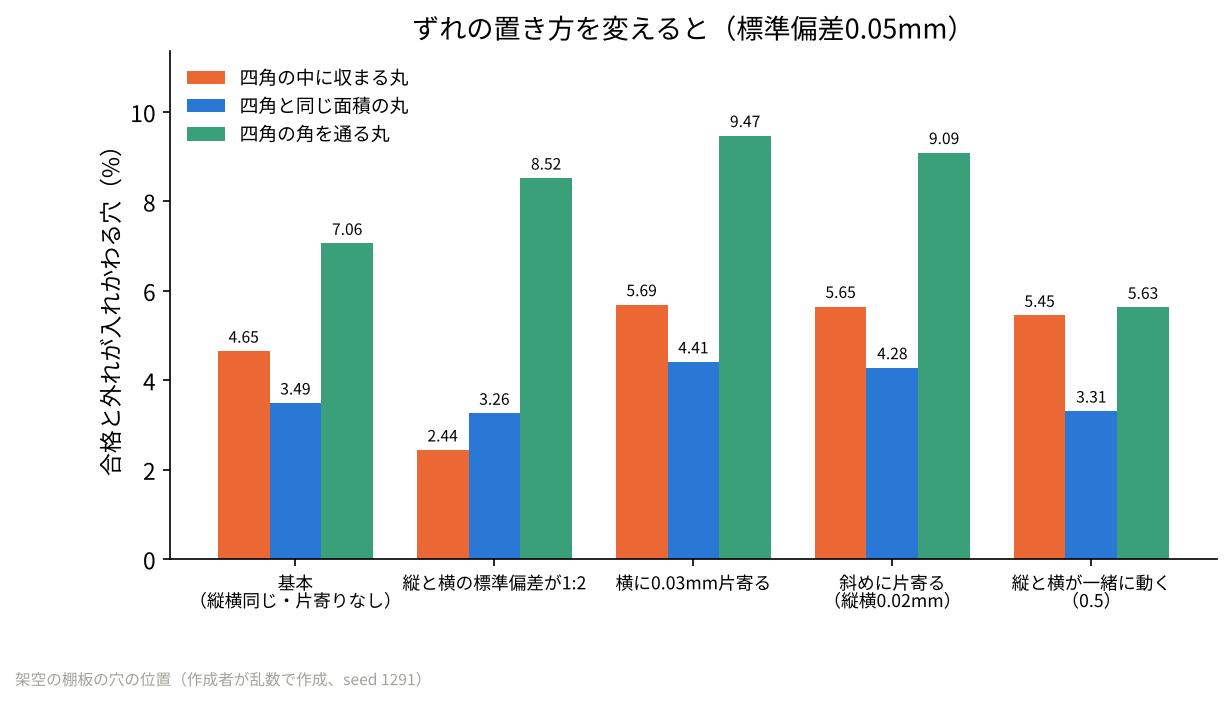 ずれの置き方を変えると（標準偏差0.05mm）
四角の中に収まる丸
四角と同じ面積の丸
四角の角を通る丸
合格と外れが入れかわる穴（%）
10
8
6
4
2
0
4.65
3.49
7.06
2.44
3.26
8.52
5.69
4.41
9.47
5.65
4.28
9.09
5.45
3.31
5.63
基本
（縦横同じ・片寄りなし）
縦と横の標準偏差が1:2
横に0.03mm片寄る
斜めに片寄る
（縦横0.02mm）
縦と横が一緒に動く
（0.5）
架空の棚板の穴の位置（作成者が乱数で作成、seed 1291）